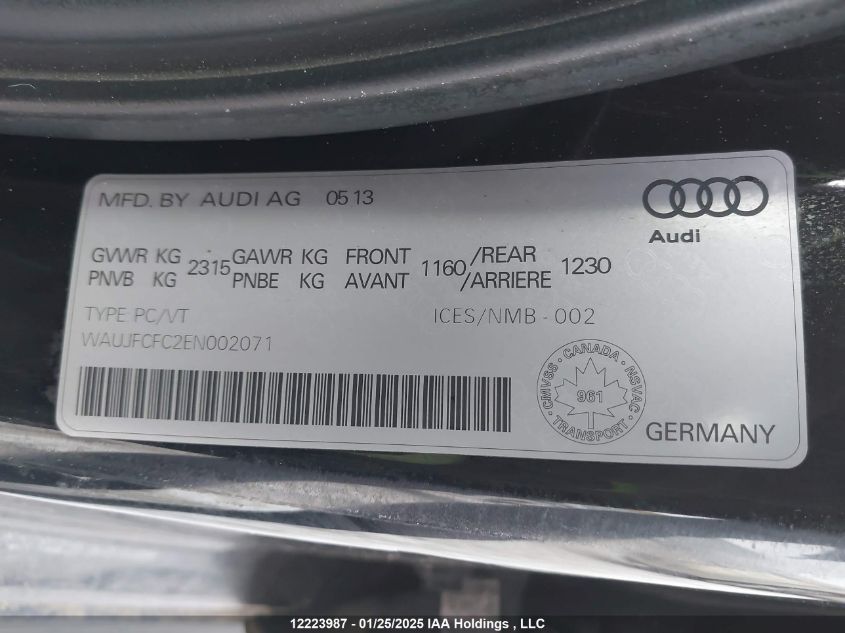 MFD. BY AUDI AG 05 13
Audi
GVWR KG 2315 GAWR KG FRONT 1160 /REAR 1230
PNVB KG PNBE KG AVANT /ARRIERE
TYPE PC/VT ICES/NMB - 002
WAUJFCFC2EN002071
CMVSS · CANADA · NSVAC
961
TRANSPORT
GERMANY
12223987 - 01/25/2025 IAA Holdings , LLC